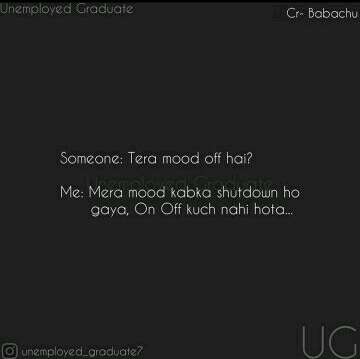 Unemployed Graduate
Cr- Babachu
Someone: Tera mood off hai?
Unemployed Graduate
Me: Mera mood kabka shutdown ho
gaya, On Off kuch nahi hota...
unemployed_graduate7
UG